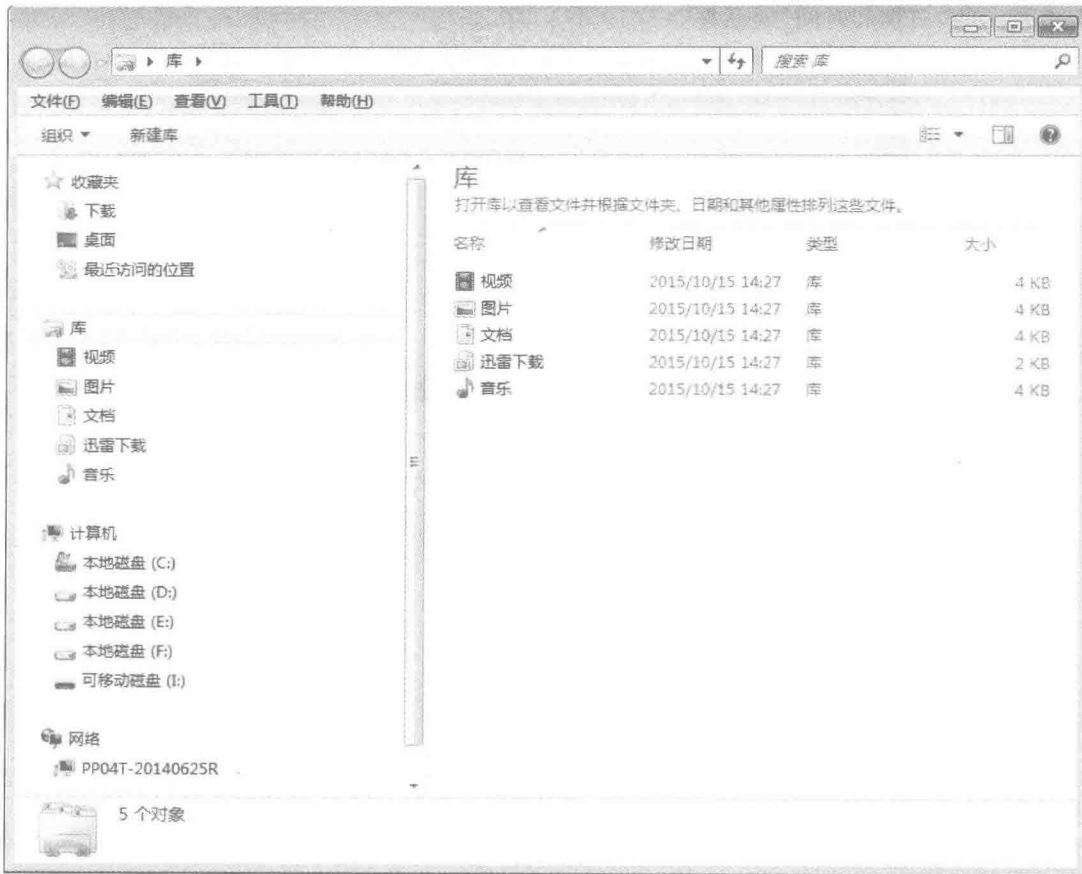 库
搜索 库
文件(F) 编辑(E) 查看(V) 工具(T) 帮助(H)
组织 新建库
收藏夹
下载
桌面
最近访问的位置
库
视频
图片
文档
迅雷下载
音乐
计算机
本地磁盘 (C:)
本地磁盘 (D:)
本地磁盘 (E:)
本地磁盘 (F:)
可移动磁盘 (I:)
网络
PP04T-20140625R
库
打开库以查看文件并根据文件夹、日期和其他属性排列这些文件。
名称 修改日期 类型 大小
视频 2015/10/15 14:27 库 4 KB
图片 2015/10/15 14:27 库 4 KB
文档 2015/10/15 14:27 库 4 KB
迅雷下载 2015/10/15 14:27 库 2 KB
音乐 2015/10/15 14:27 库 4 KB
5 个对象